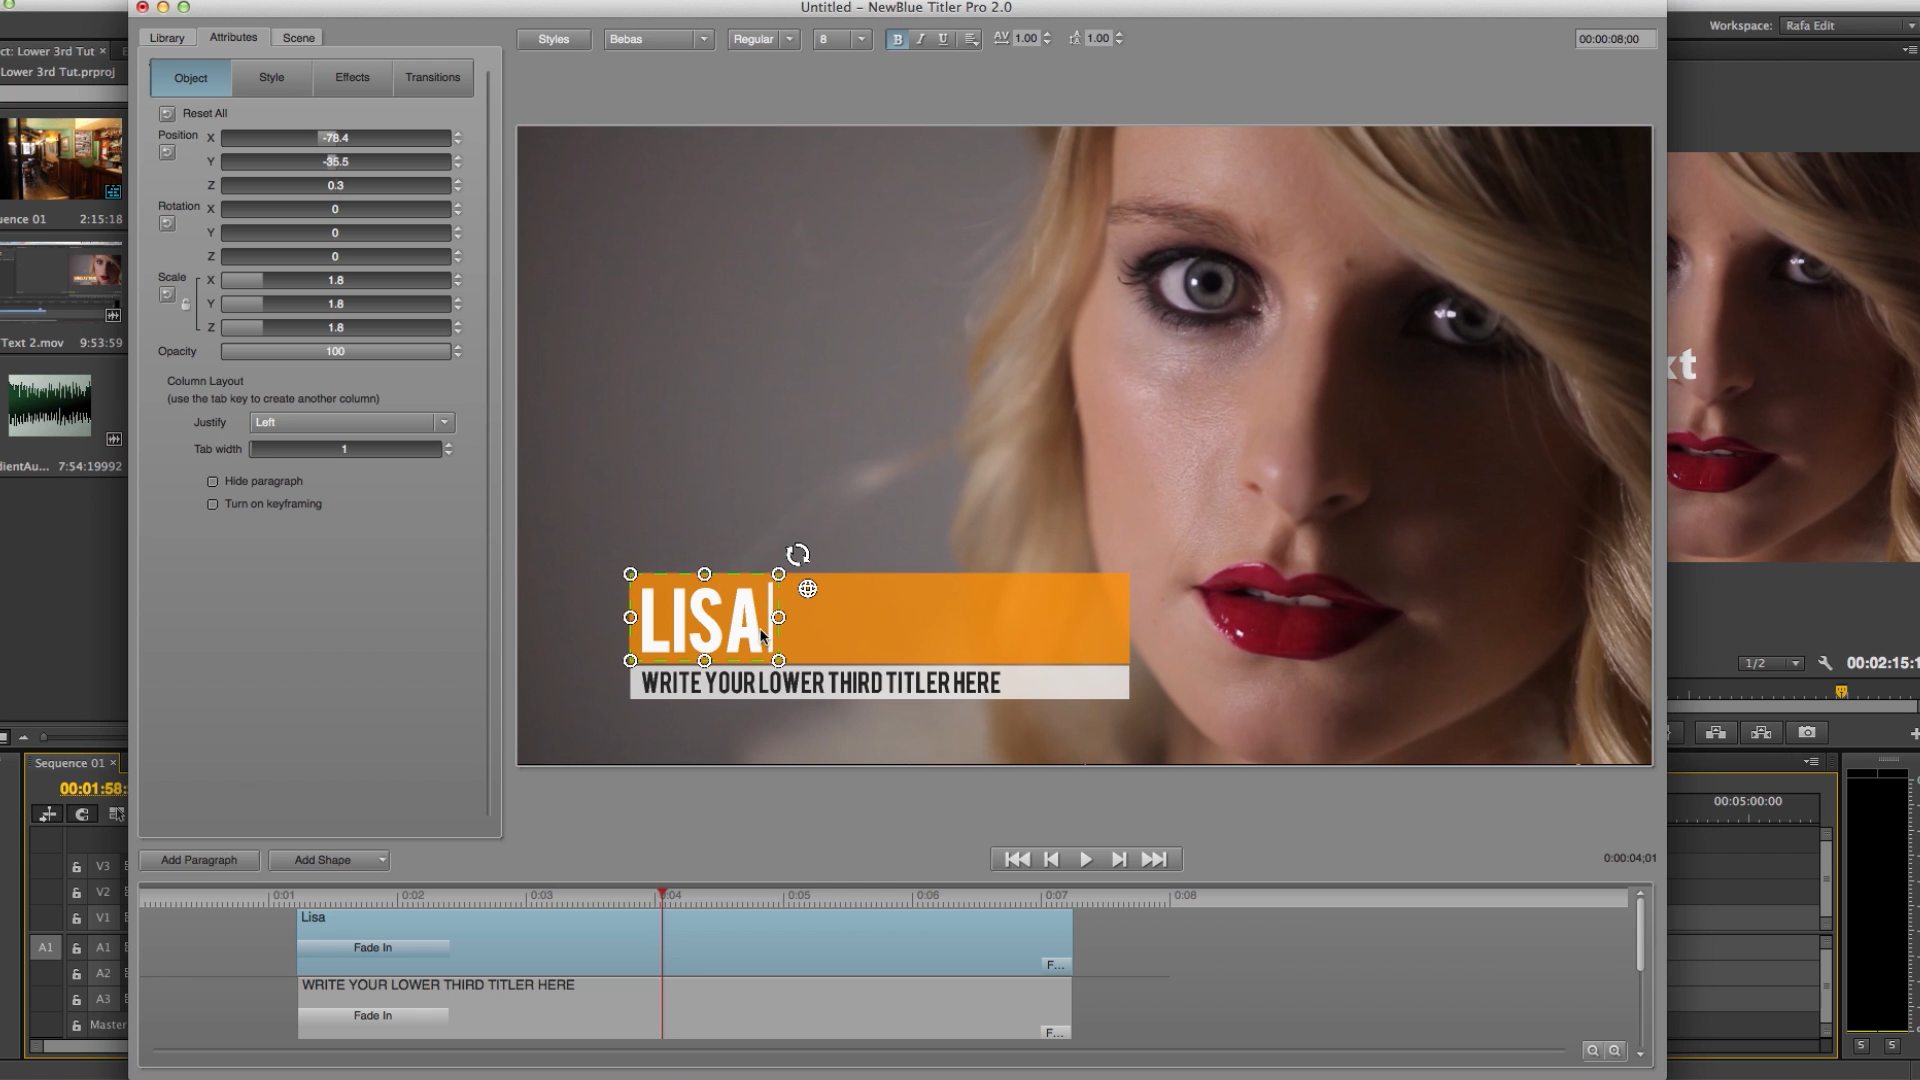 Untitled – NewBlue Titler Pro 2.0
Workspace: Rafa Edit
ct: Lower 3rd Tut ×
Lower 3rd Tut.prproj
Library
Attributes
Scene
Styles
Bebas
Regular
8
B I U
AV 1.00
1.00
00:00:08;00
Object
Style
Effects
Transitions
Reset All
Position X -78.4
Y -35.5
Z 0.3
Rotation X 0
Y 0
Z 0
Scale X 1.8
Y 1.8
Z 1.8
Opacity 100
Column Layout
(use the tab key to create another column)
Justify Left
Tab width 1
Hide paragraph
Turn on keyframing
uence 01 2:15:18
Text 2.mov 9:53:59
dientAu... 7:54:19992
xt
LISA
WRITE YOUR LOWER THIRD TITLER HERE
1/2
00:02:15:1
Sequence 01 ×
00:01:58:
Add Paragraph
Add Shape
0:00:04;01
00:05:00:00
0:01 0:02 0:03 0:04 0:05 0:06 0:07 0:08
Lisa
Fade In
F...
WRITE YOUR LOWER THIRD TITLER HERE
Fade In
F...
V3
V2
V1
A1 A1
A2
A3
Master
S S